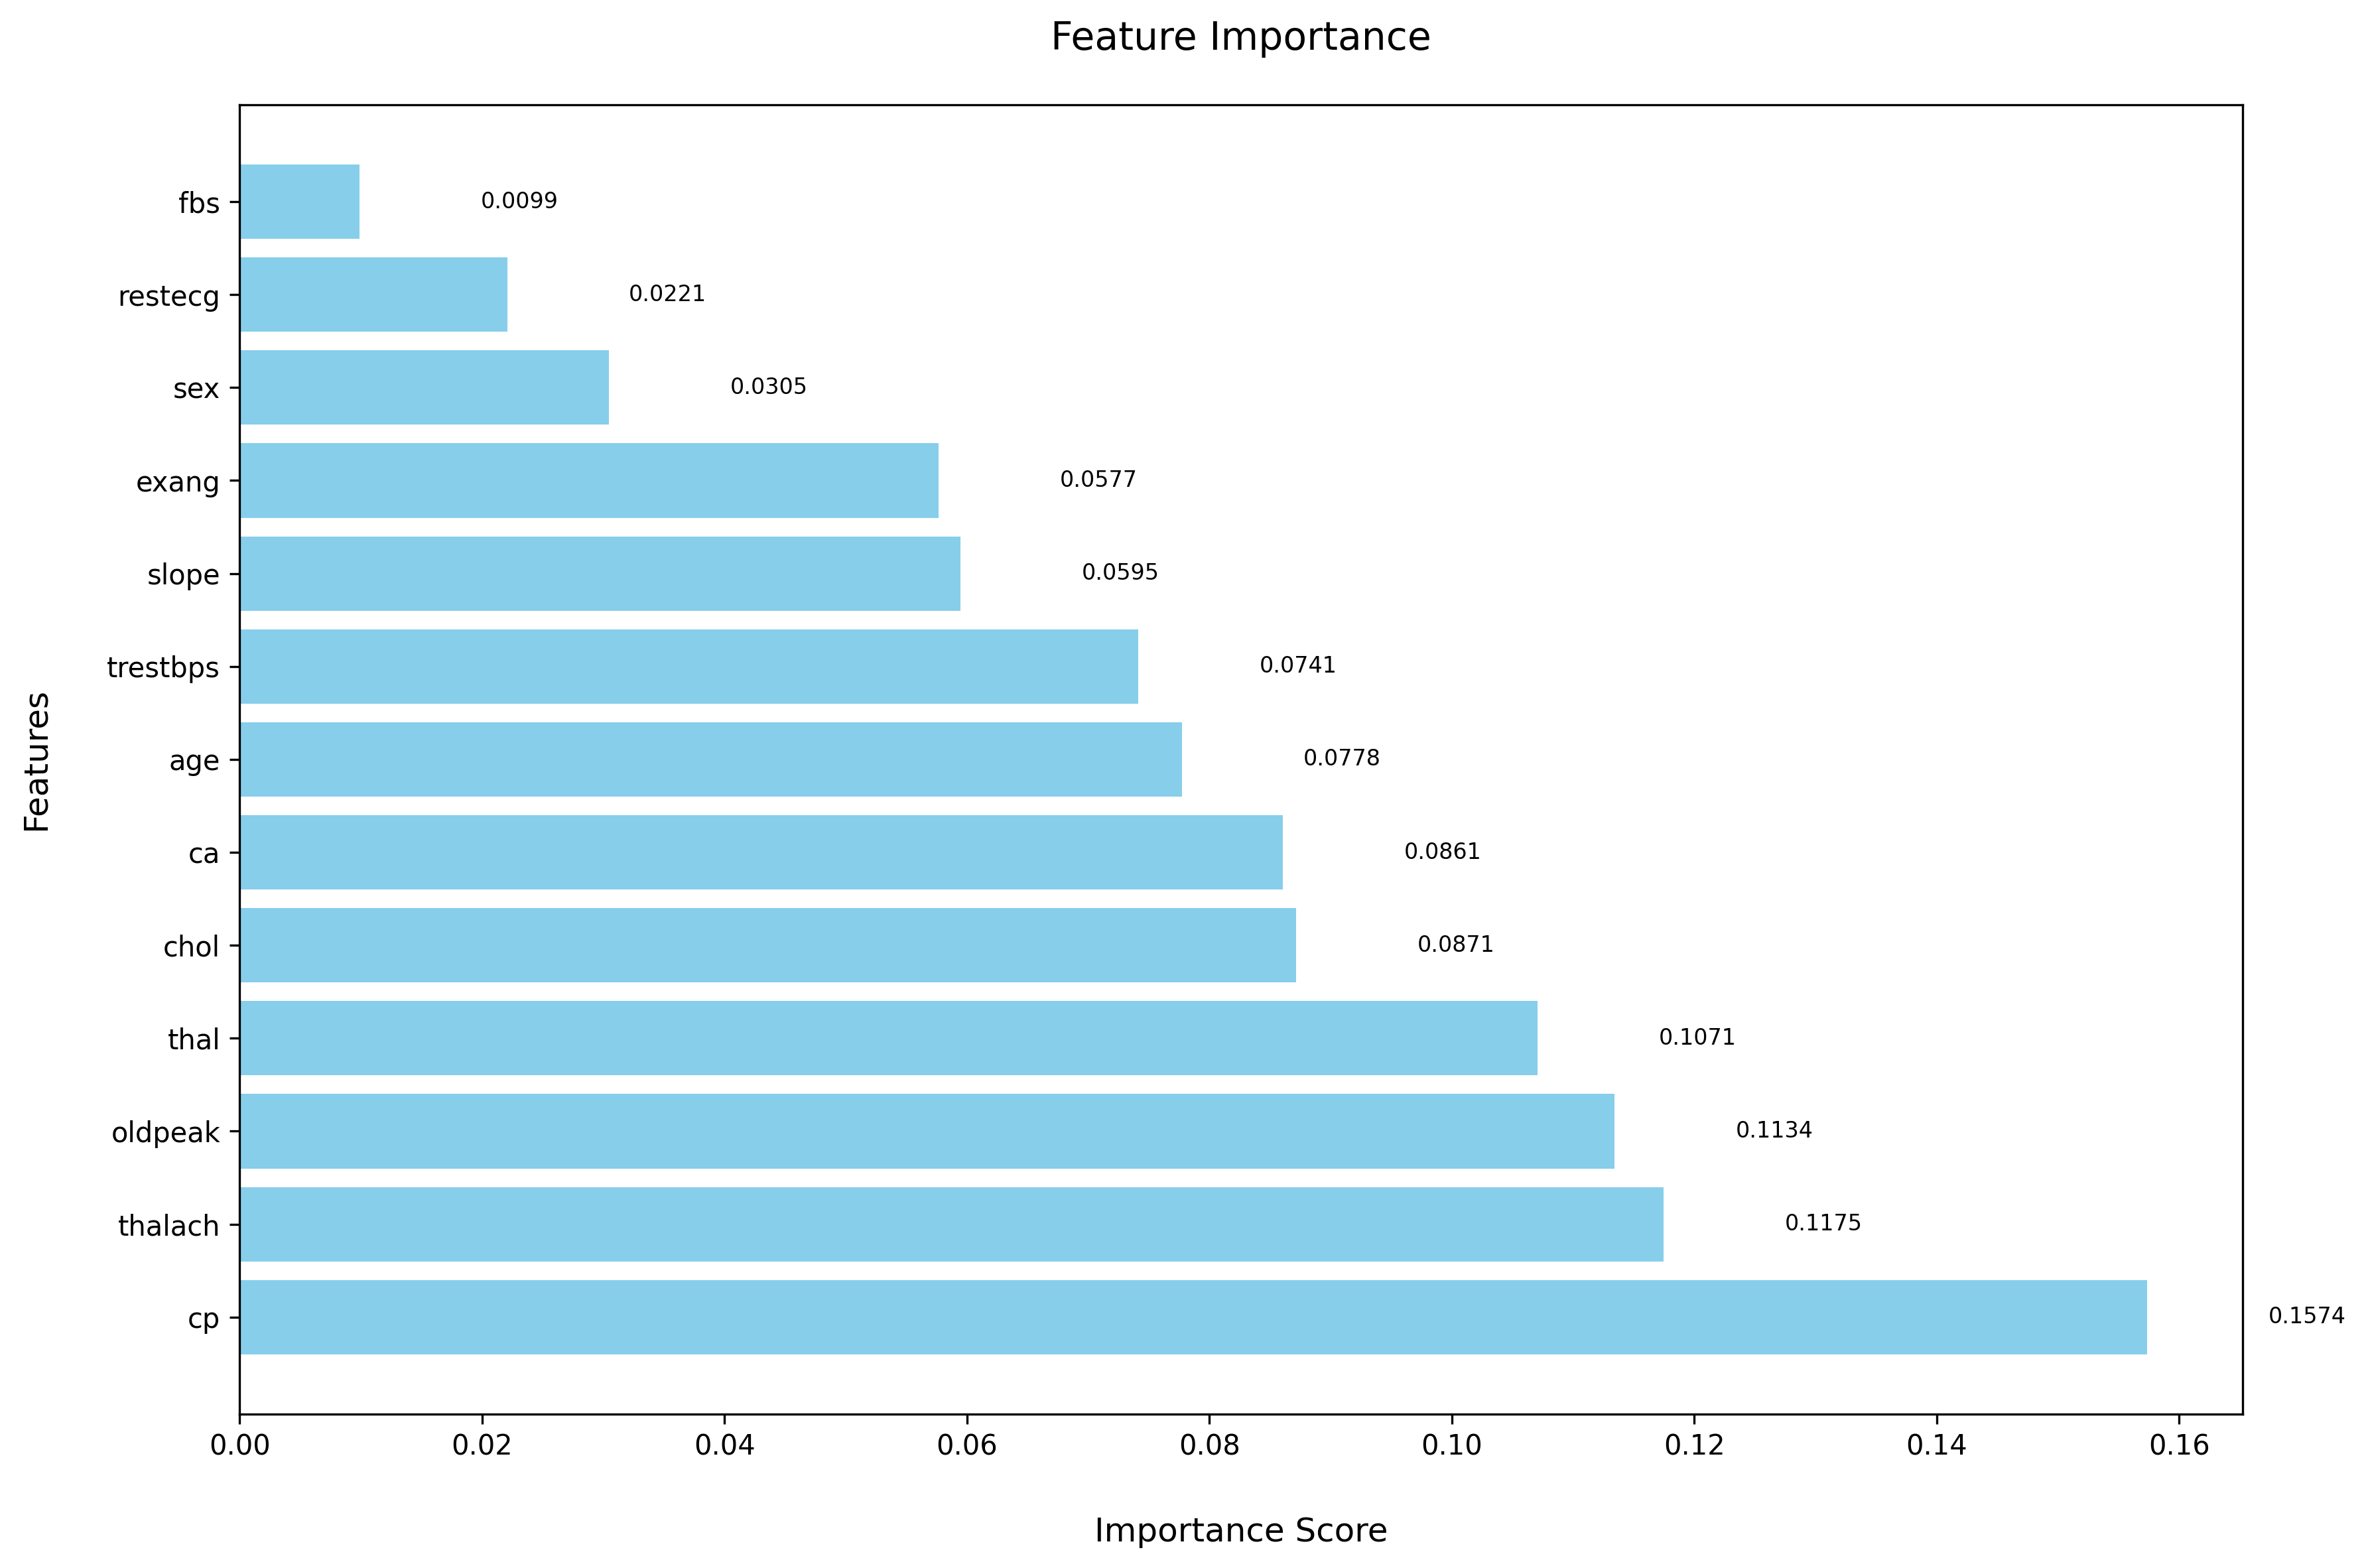 Feature Importance
Features
fbs 0.0099
restecg 0.0221
sex 0.0305
exang 0.0577
slope 0.0595
trestbps 0.0741
age 0.0778
ca 0.0861
chol 0.0871
thal 0.1071
oldpeak 0.1134
thalach 0.1175
cp 0.1574
0.00 0.02 0.04 0.06 0.08 0.10 0.12 0.14 0.16
Importance Score